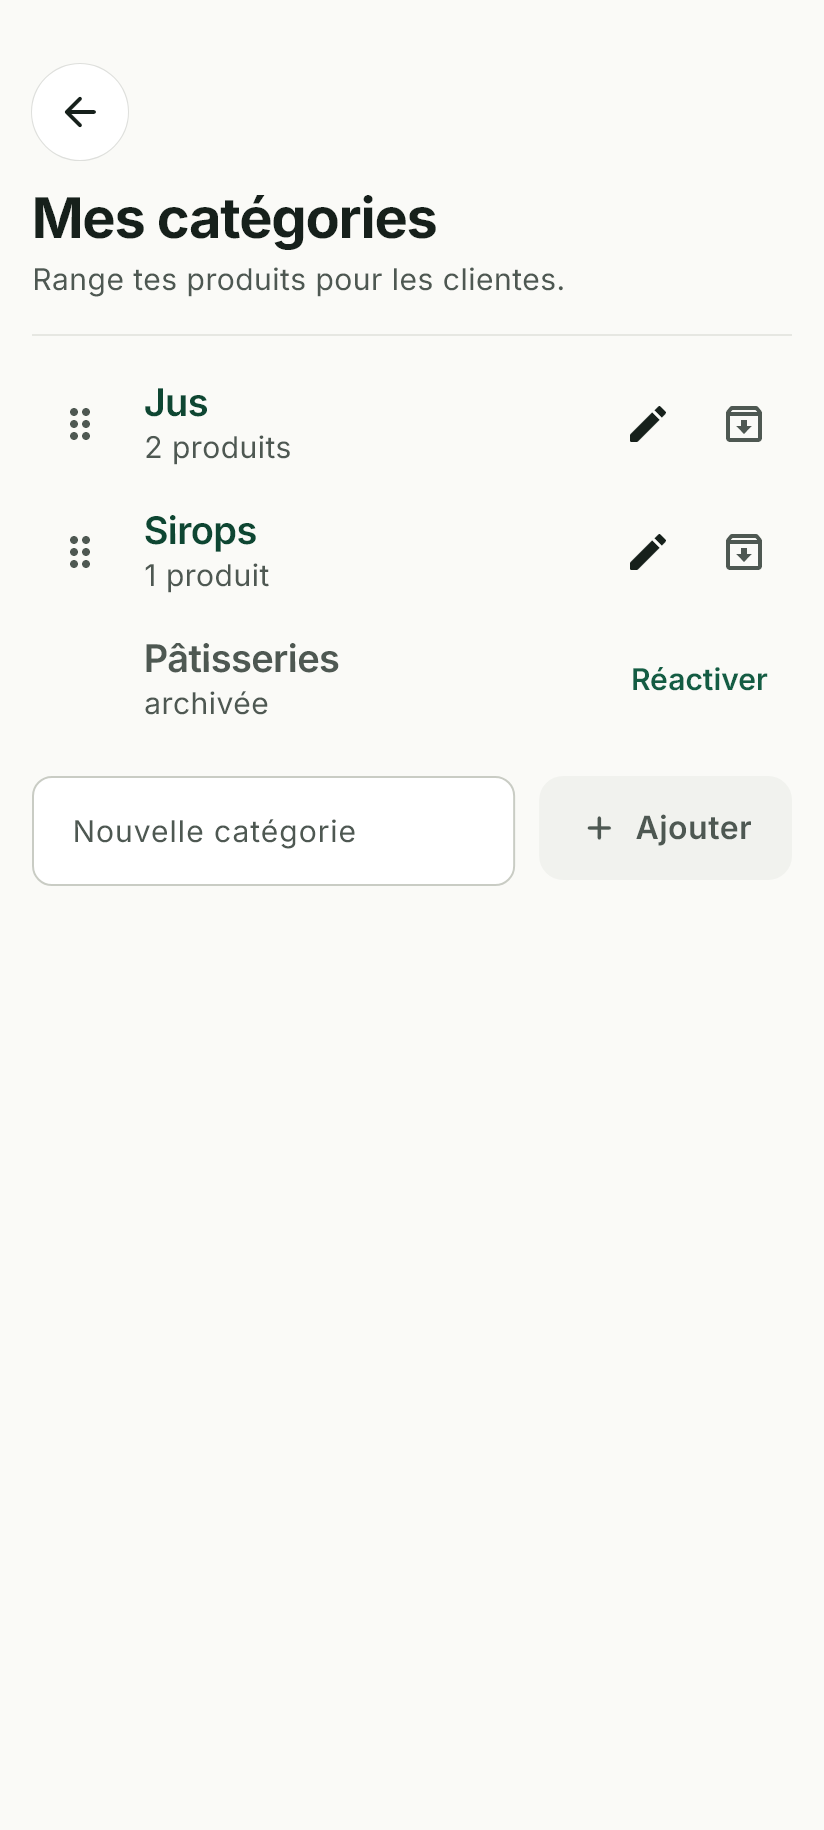 Mes catégories
Range tes produits pour les clientes.
Jus
2 produits
Sirops
1 produit
Pâtisseries
archivée
Réactiver
Nouvelle catégorie
Ajouter